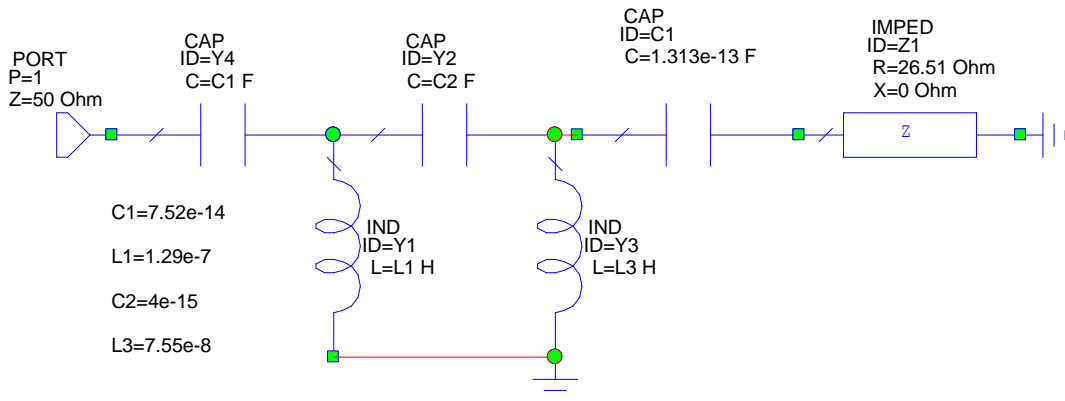 PORT
P=1
Z=50 Ohm
CAP
ID=Y4
C=C1 F
CAP
ID=Y2
C=C2 F
CAP
ID=C1
C=1.313e-13 F
IMPED
ID=Z1
R=26.51 Ohm
X=0 Ohm
Z
C1=7.52e-14
L1=1.29e-7
C2=4e-15
L3=7.55e-8
IND
ID=Y1
L=L1 H
IND
ID=Y3
L=L3 H